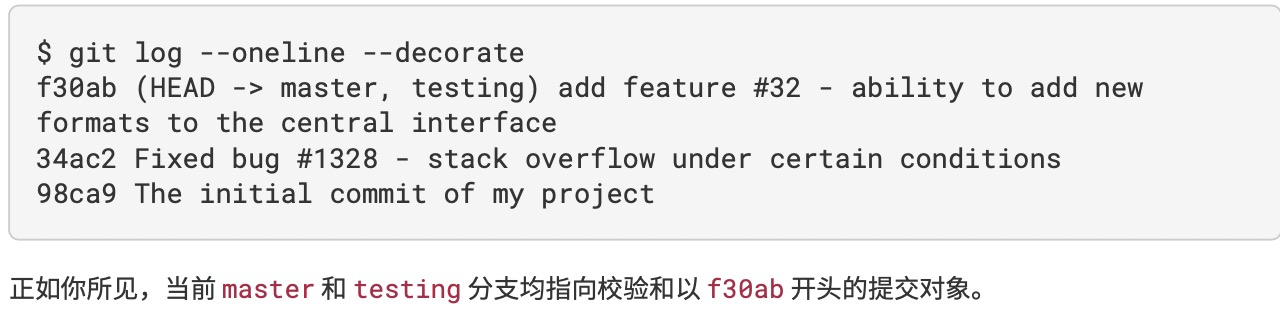 $ git log --oneline --decorate
f30ab (HEAD -> master, testing) add feature #32 - ability to add new
formats to the central interface
34ac2 Fixed bug #1328 - stack overflow under certain conditions
98ca9 The initial commit of my project
正如你所见，当前 master 和 testing 分支均指向校验和以 f30ab 开头的提交对象。